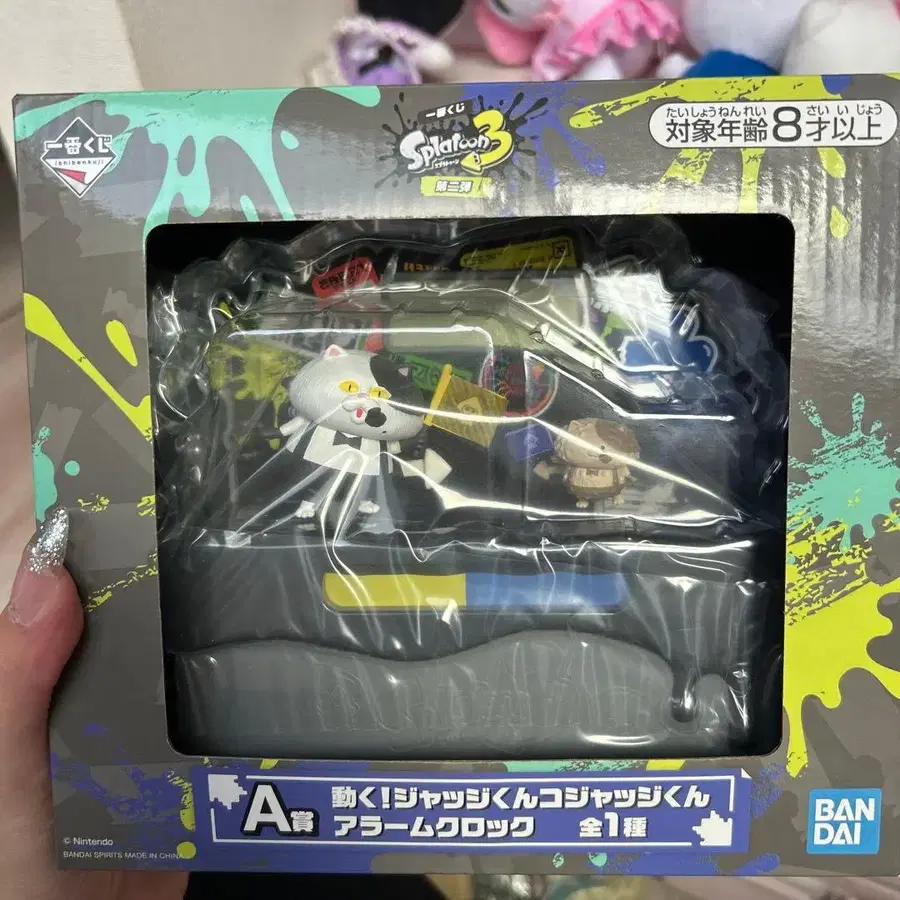 一番くじ
ichibankuji
一番くじ
Splatoon3
スプラトゥーン
第二弾
たいしょうねんれい さい いじょう
対象年齢8才以上
A賞
動く!ジャッジくんコジャッジくん
アラームクロック 全1種
© Nintendo
BANDAI SPIRITS MADE IN CHINA
BAN
DAI